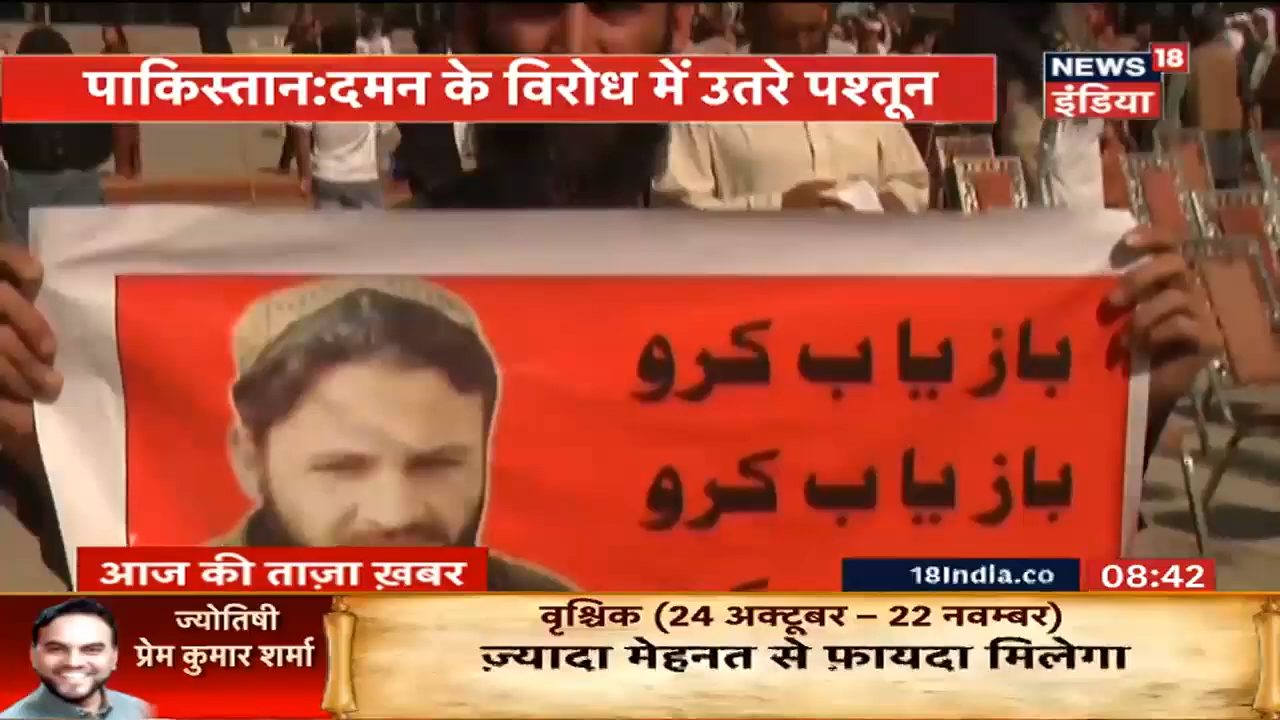 पाकिस्तान:दमन के विरोध में उतरे पश्तून
NEWS 18
इंडिया
بازیاب کرو
بازیاب کرو
आज की ताज़ा ख़बर
18India.co
08:42
ज्योतिषी
प्रेम कुमार शर्मा
वृश्चिक (24 अक्टूबर – 22 नवम्बर)
ज़्यादा मेहनत से फ़ायदा मिलेगा